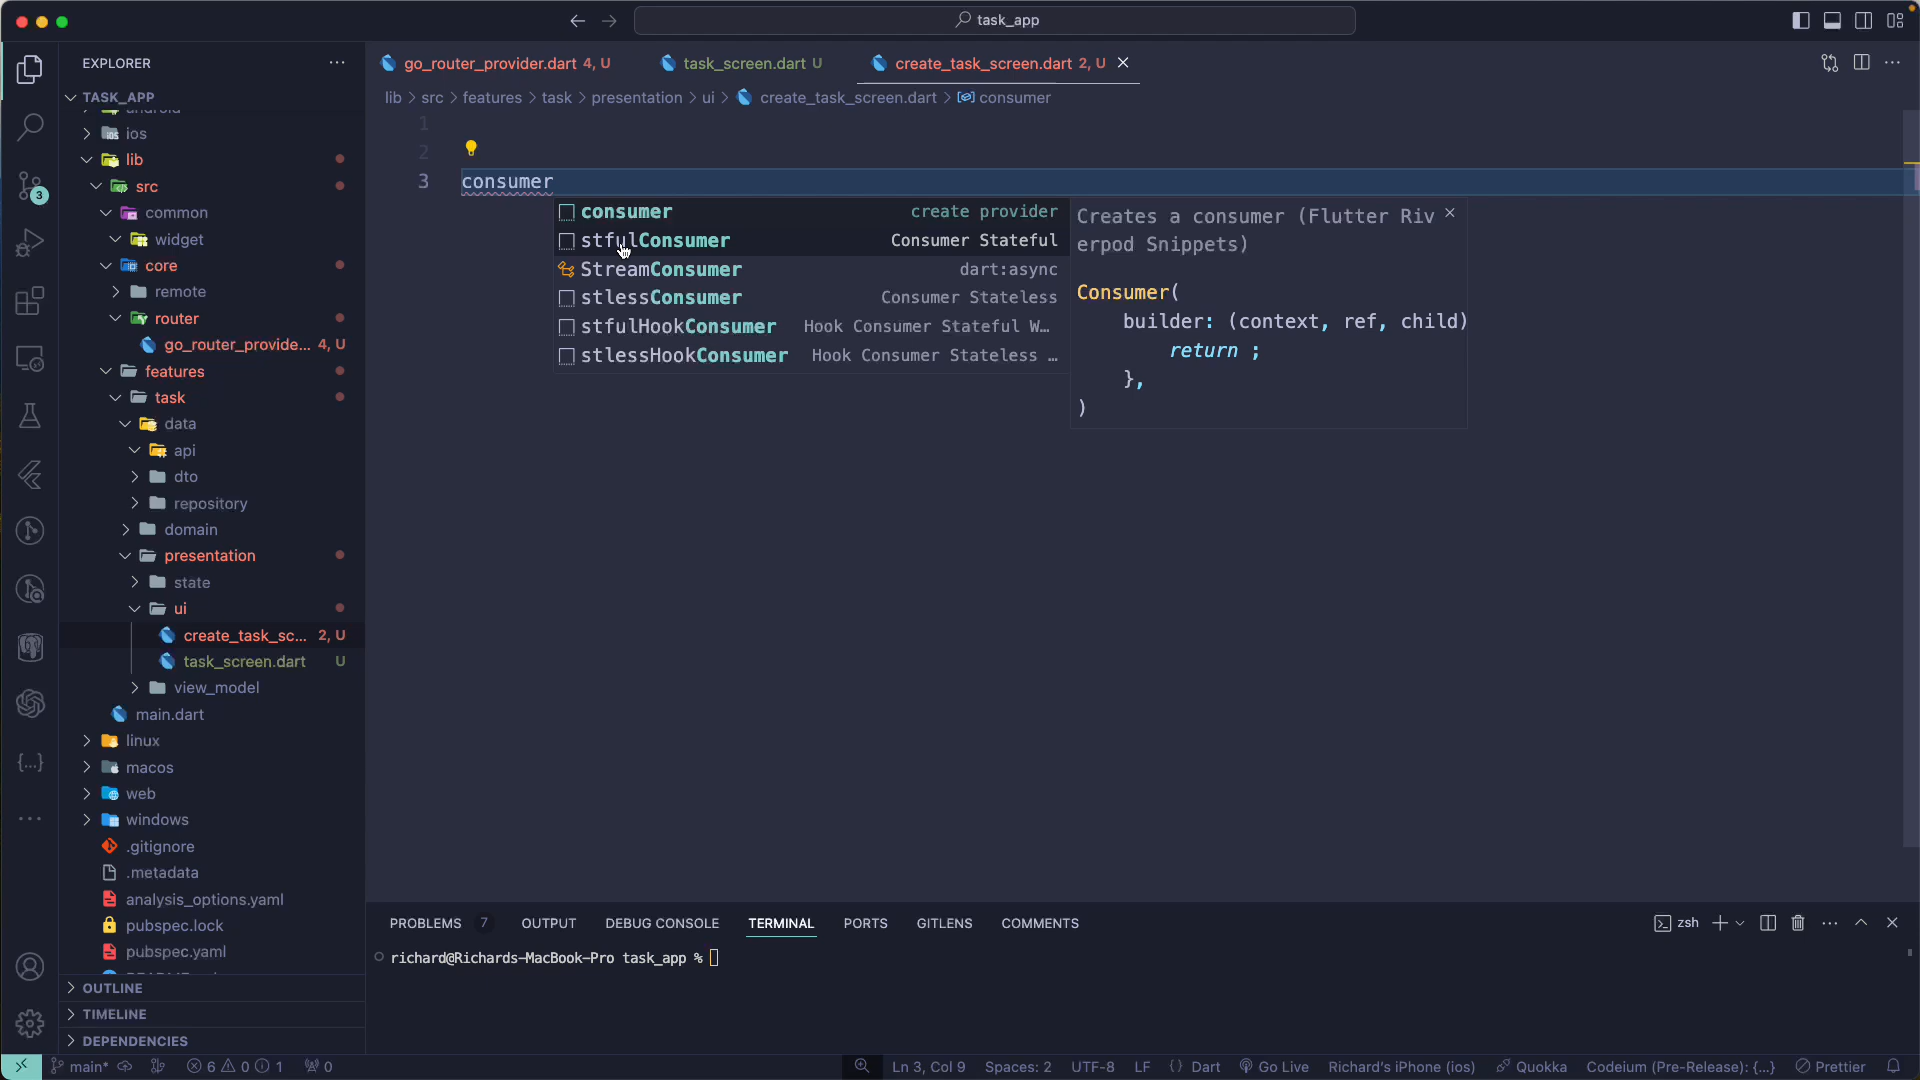 task_app
EXPLORER
TASK_APP
android
ios
lib
src
common
widget
core
remote
router
go_router_provide... 4, U
features
task
data
api
dto
repository
domain
presentation
state
ui
create_task_sc... 2, U
task_screen.dart U
view_model
main.dart
linux
macos
web
windows
.gitignore
.metadata
analysis_options.yaml
pubspec.lock
pubspec.yaml
OUTLINE
TIMELINE
DEPENDENCIES
3
go_router_provider.dart 4, U
task_screen.dart U
create_task_screen.dart 2, U
lib > src > features > task > presentation > ui > create_task_screen.dart > consumer
1
2
3 consumer
consumer create provider
stfulConsumer Consumer Stateful
StreamConsumer dart:async
stlessConsumer Consumer Stateless
stfulHookConsumer Hook Consumer Stateful W...
stlessHookConsumer Hook Consumer Stateless ...
Creates a consumer (Flutter Riv
erpod Snippets)
Consumer(
builder: (context, ref, child)
return ;
},
)
PROBLEMS 7 OUTPUT DEBUG CONSOLE TERMINAL PORTS GITLENS COMMENTS
zsh
richard@Richards-MacBook-Pro task_app %
main* 6 0 1 0
Ln 3, Col 9 Spaces: 2 UTF-8 LF {} Dart Go Live Richard's iPhone (ios) Quokka Codeium (Pre-Release): {...} Prettier